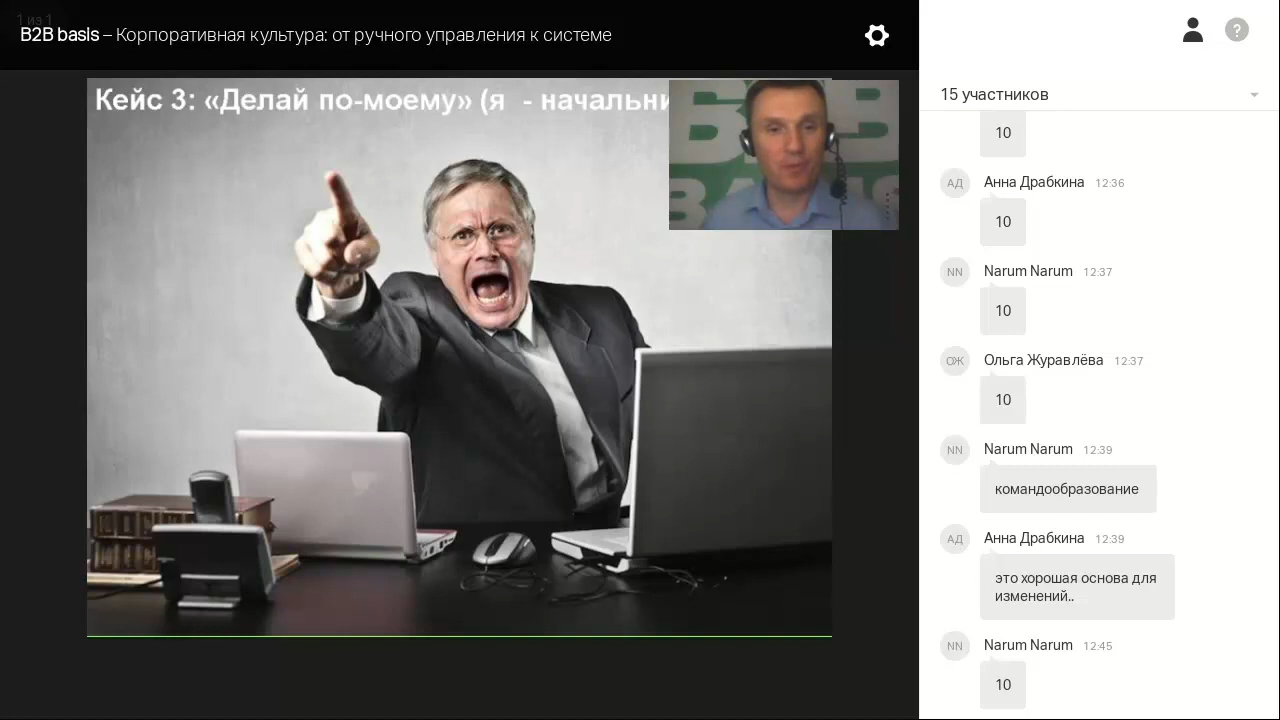 1 из 1
B2B basis – Корпоративная культура: от ручного управления к системе
Кейс 3: «Делай по-моему» (я - начальни
B2B
BASIS
?
15 участников
10
АД Анна Драбкина 12:36
10
NN Narum Narum 12:37
10
ОЖ Ольга Журавлёва 12:37
10
NN Narum Narum 12:39
командообразование
АД Анна Драбкина 12:39
это хорошая основа для
изменений..
NN Narum Narum 12:45
10